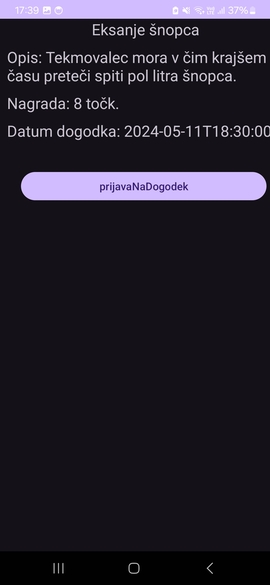 17:39
37%
Eksanje šnopca
Opis: Tekmovalec mora v čim krajšem
času preteči spiti pol litra šnopca.
Nagrada: 8 točk.
Datum dogodka: 2024-05-11T18:30:00
prijavaNaDogodek